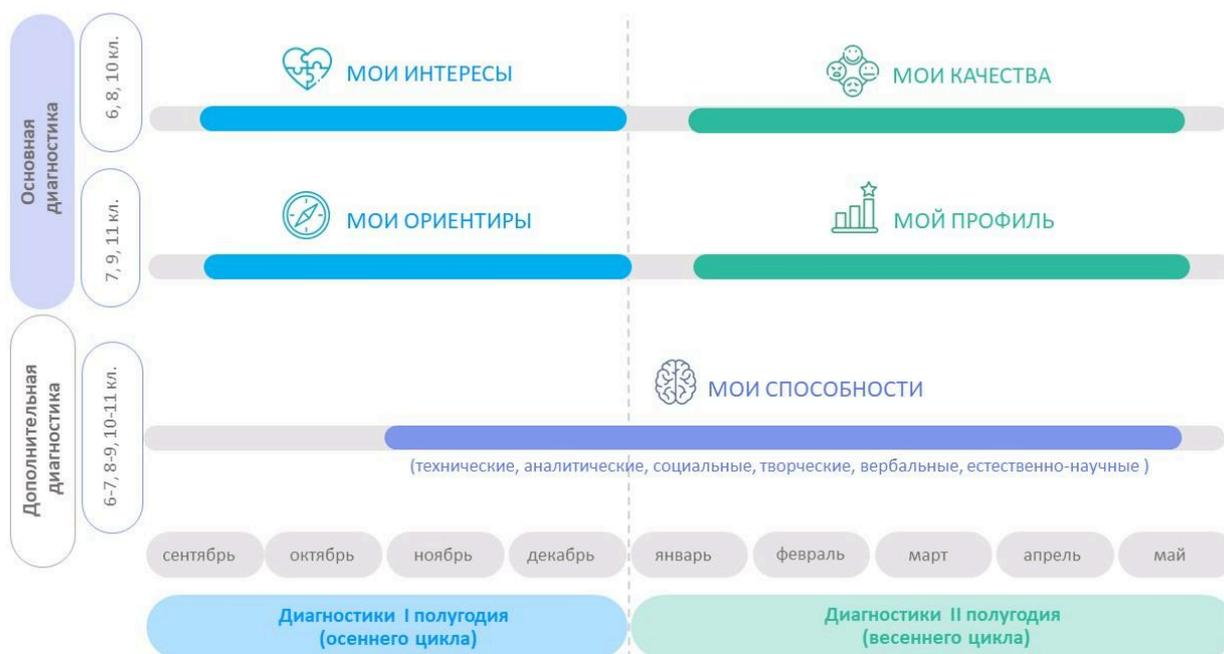 Основная
диагностика
6, 8, 10 кл.
МОИ ИНТЕРЕСЫ
МОИ КАЧЕСТВА
7, 9, 11 кл.
МОИ ОРИЕНТИРЫ
МОЙ ПРОФИЛЬ
Дополнительная
диагностика
6-7, 8-9, 10-11 кл.
МОИ СПОСОБНОСТИ
(технические, аналитические, социальные, творческие, вербальные, естественно-научные )
сентябрь октябрь ноябрь декабрь январь февраль март апрель май
Диагностики I полугодия
(осеннего цикла)
Диагностики II полугодия
(весеннего цикла)